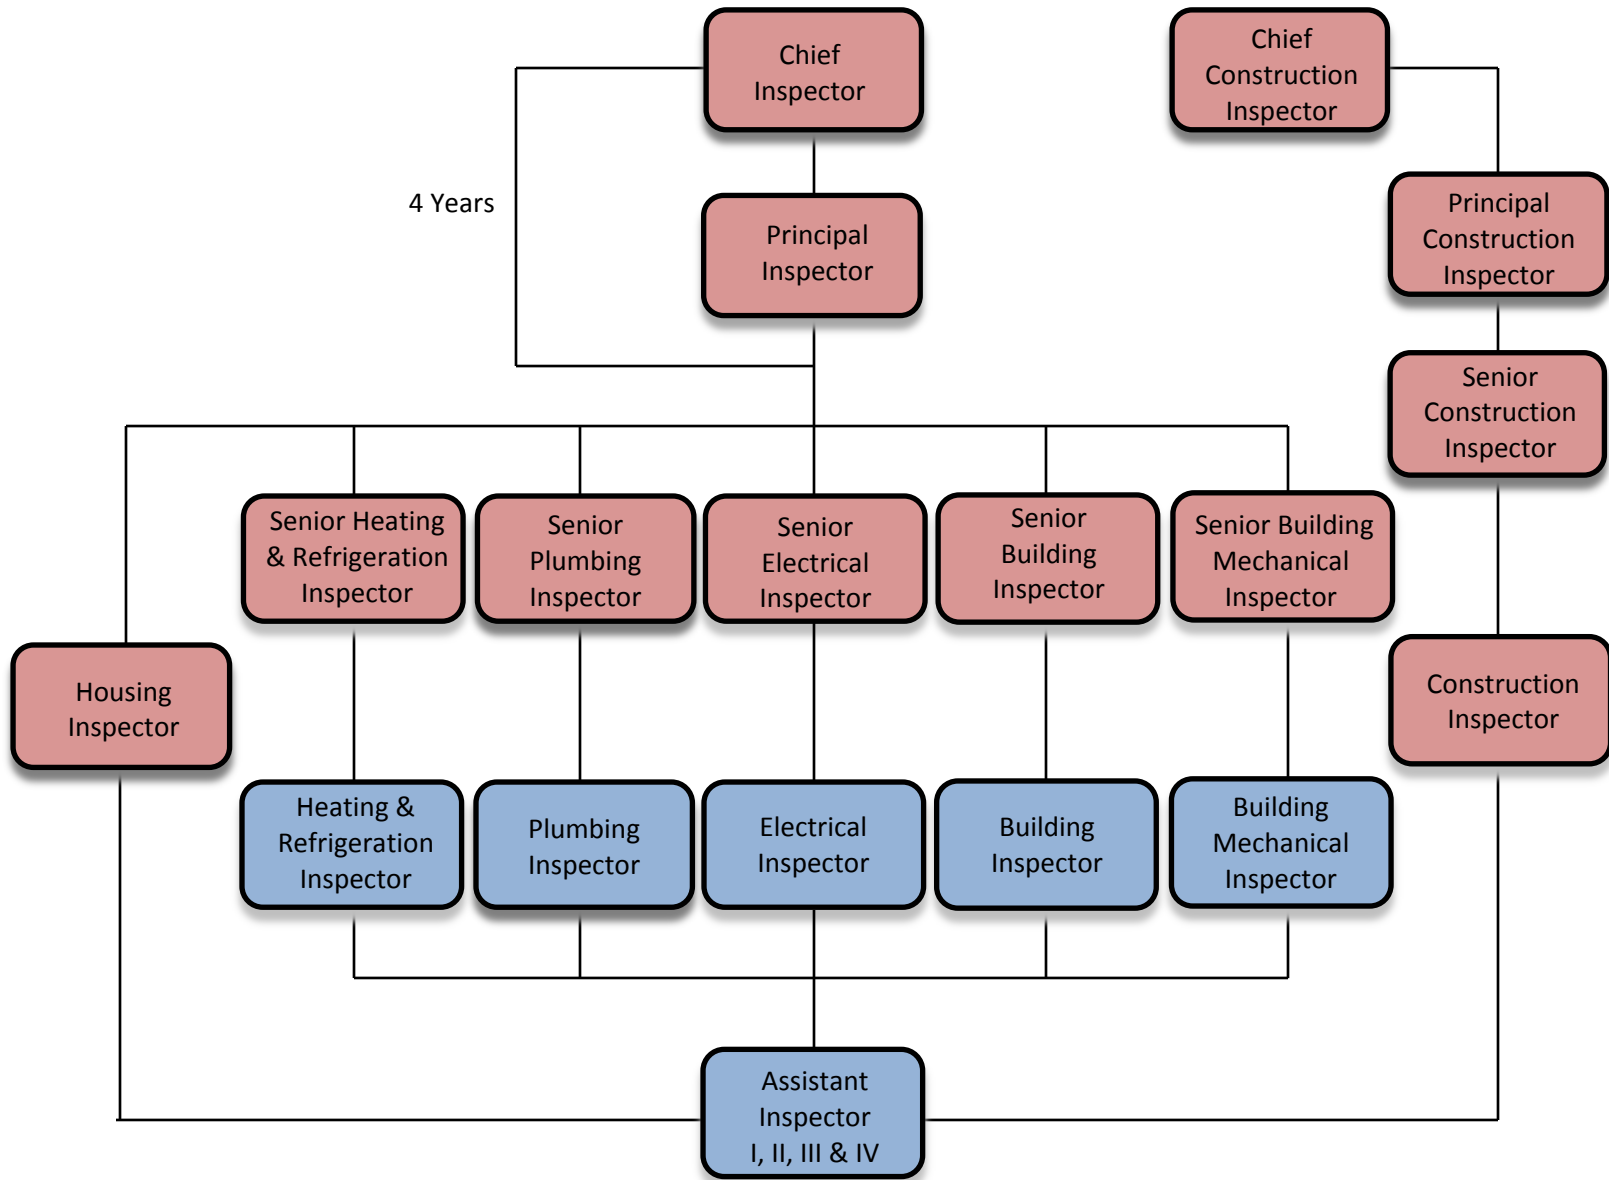 Chief
Inspector
Chief
Construction
Inspector
4 Years
Principal
Inspector
Principal
Construction
Inspector
Senior
Construction
Inspector
Senior Heating
& Refrigeration
Inspector
Senior
Plumbing
Inspector
Senior
Electrical
Inspector
Senior
Building
Inspector
Senior Building
Mechanical
Inspector
Housing
Inspector
Construction
Inspector
Heating &
Refrigeration
Inspector
Plumbing
Inspector
Electrical
Inspector
Building
Inspector
Building
Mechanical
Inspector
Assistant
Inspector
I, II, III & IV